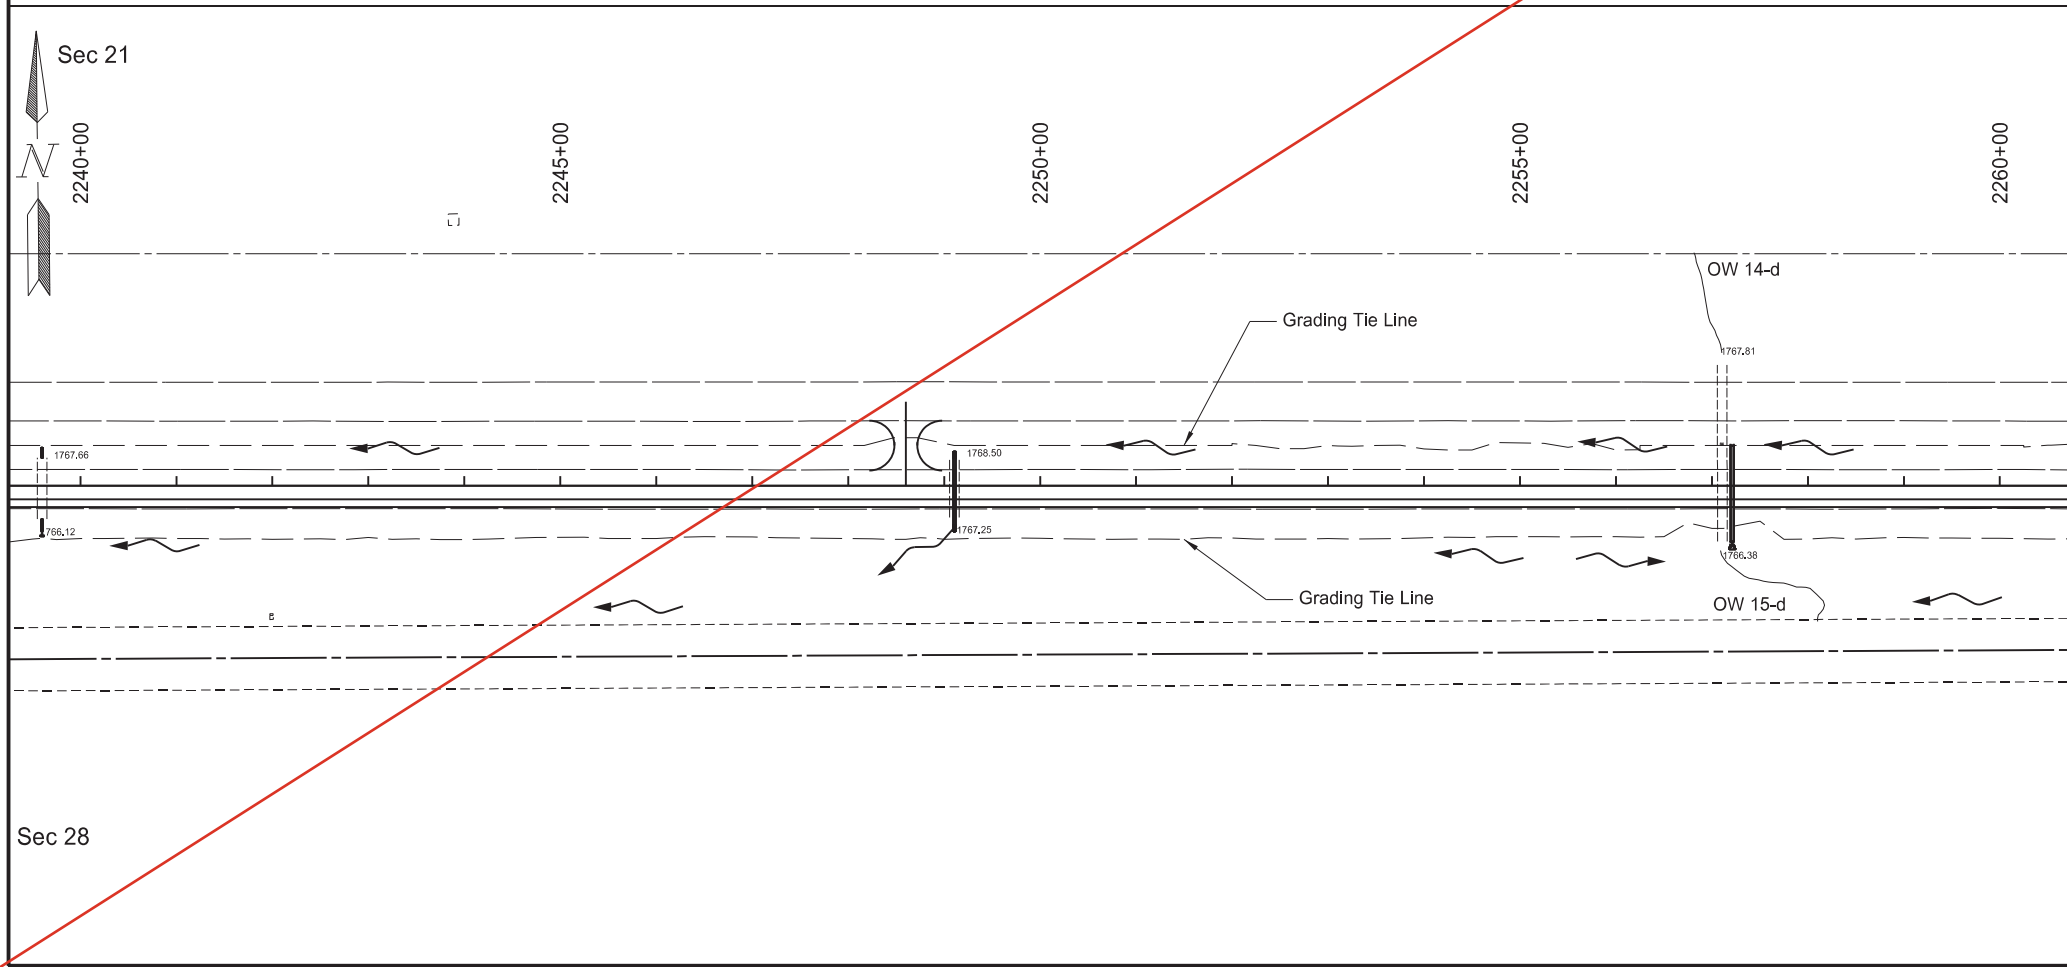 Sec 21
N
2240+00
2245+00
2250+00
2255+00
2260+00
OW 14-d
Grading Tie Line
1767.81
1767.66
1768.50
766.12
1767.25
1766.38
Grading Tie Line
OW 15-d
Sec 28